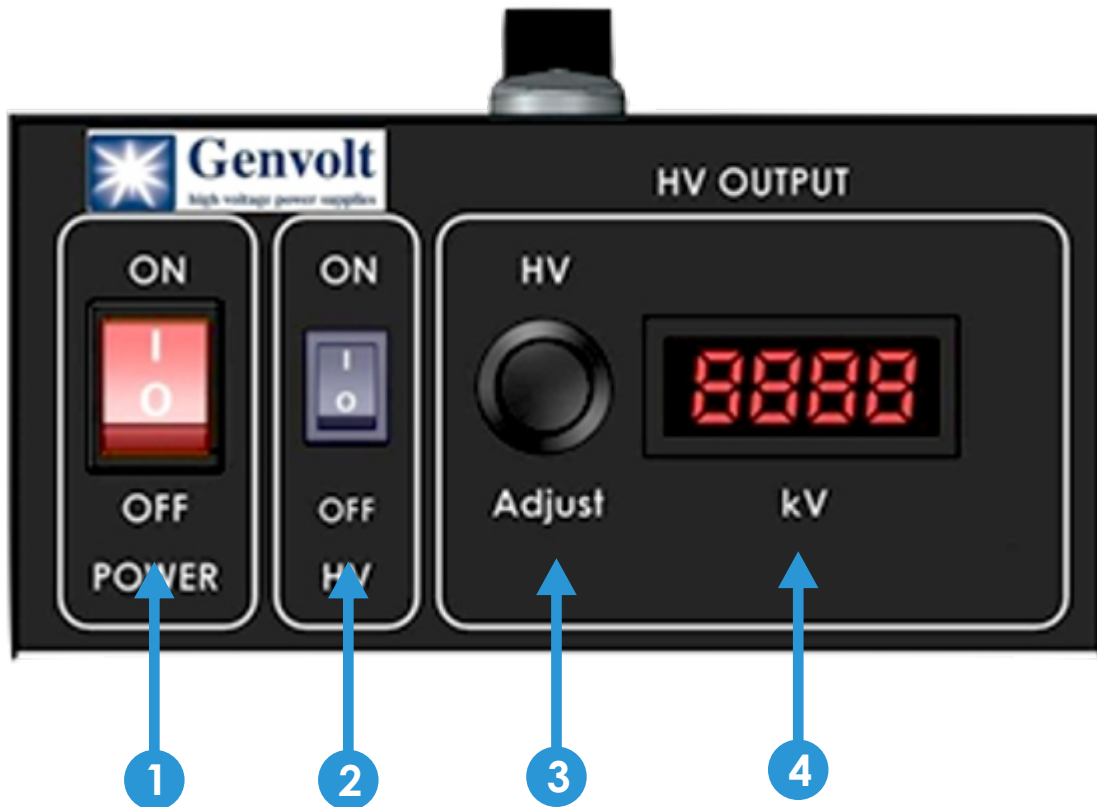 Genvolt
high voltage power supplies
HV OUTPUT
ON
I
O
OFF
POWER
ON
I
O
OFF
HV
HV
Adjust
8888
kV
1
2
3
4